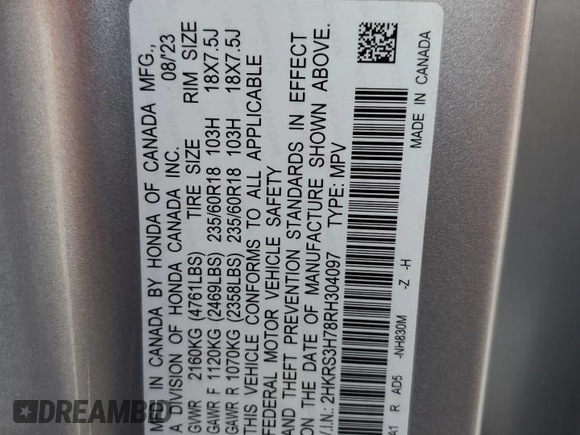 MFD IN CANADA BY HONDA OF CANADA MFG.,
A DIVISION OF HONDA CANADA INC. 08/'23
GVWR 2160KG (4761LBS) TIRE SIZE RIM SIZE
GAWR F 1120KG (2469LBS) 235/60R18 103H 18X7.5J
GAWR R 1070KG (2358LBS) 235/60R18 103H 18X7.5J
THIS VEHICLE CONFORMS TO ALL APPLICABLE
FEDERAL MOTOR VEHICLE SAFETY
AND THEFT PREVENTION STANDARDS IN EFFECT
ON THE DATE OF MANUFACTURE SHOWN ABOVE.
V.I.N.: 2HKRS3H78RH304097 TYPE: MPV
A1 R AD5 -NH830M -Z -H
MADE IN CANADA
DREAMBID